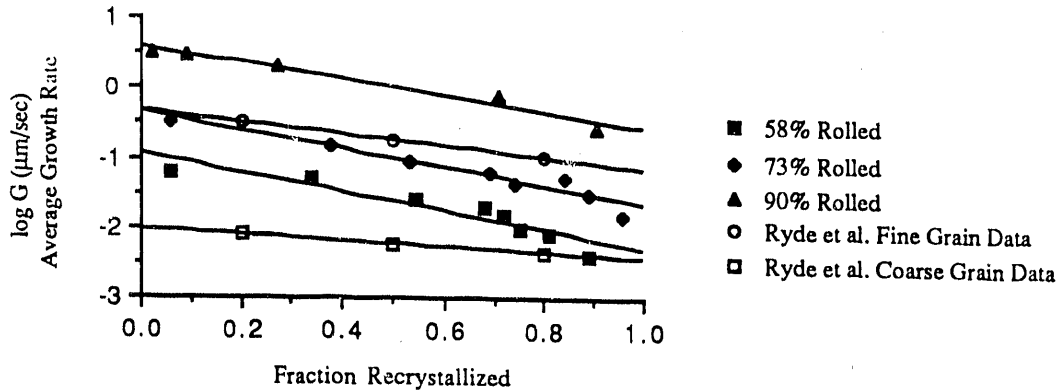 log G (μm/sec)
Average Growth Rate
1
0
-1
-2
-3
0.0
0.2
0.4
0.6
0.8
1.0
Fraction Recrystallized
58% Rolled
73% Rolled
90% Rolled
Ryde et al. Fine Grain Data
Ryde et al. Coarse Grain Data